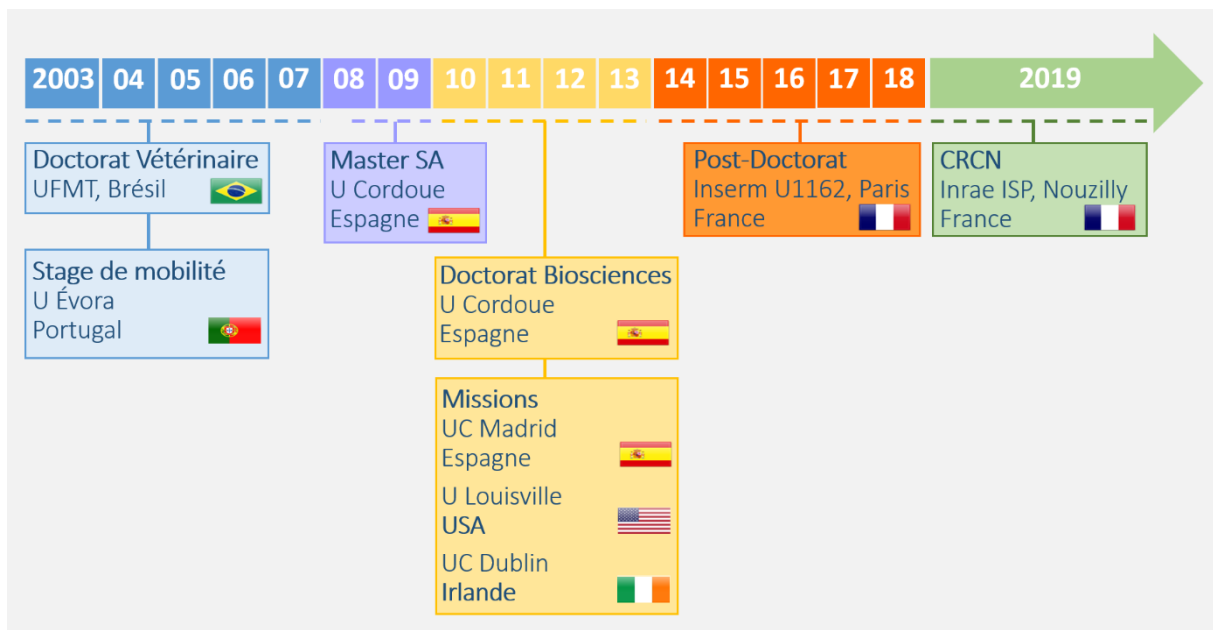 2003 04 05 06 07 08 09 10 11 12 13 14 15 16 17 18 2019
Doctorat Vétérinaire
UFMT, Brésil
Stage de mobilité
U Évora
Portugal
Master SA
U Cordoue
Espagne
Doctorat Biosciences
U Cordoue
Espagne
Missions
UC Madrid
Espagne
U Louisville
USA
UC Dublin
Irlande
Post-Doctorat
Inserm U1162, Paris
France
CRCN
Inrae ISP, Nouzilly
France